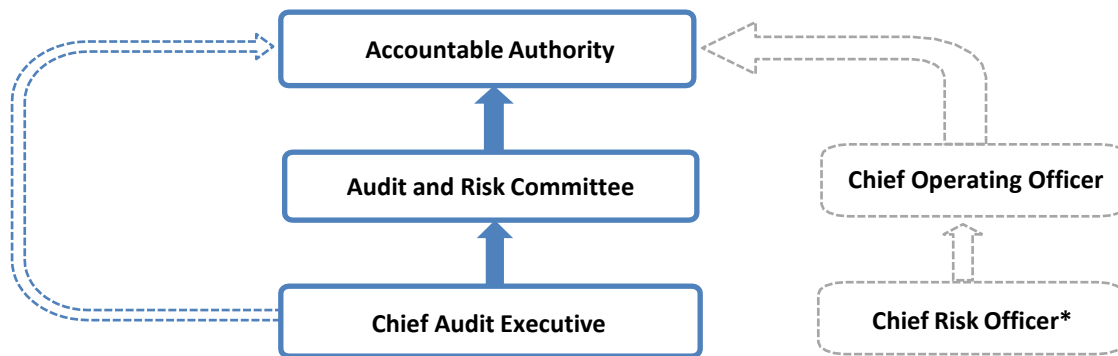 Accountable Authority
Audit and Risk Committee
Chief Operating Officer
Chief Audit Executive
Chief Risk Officer*